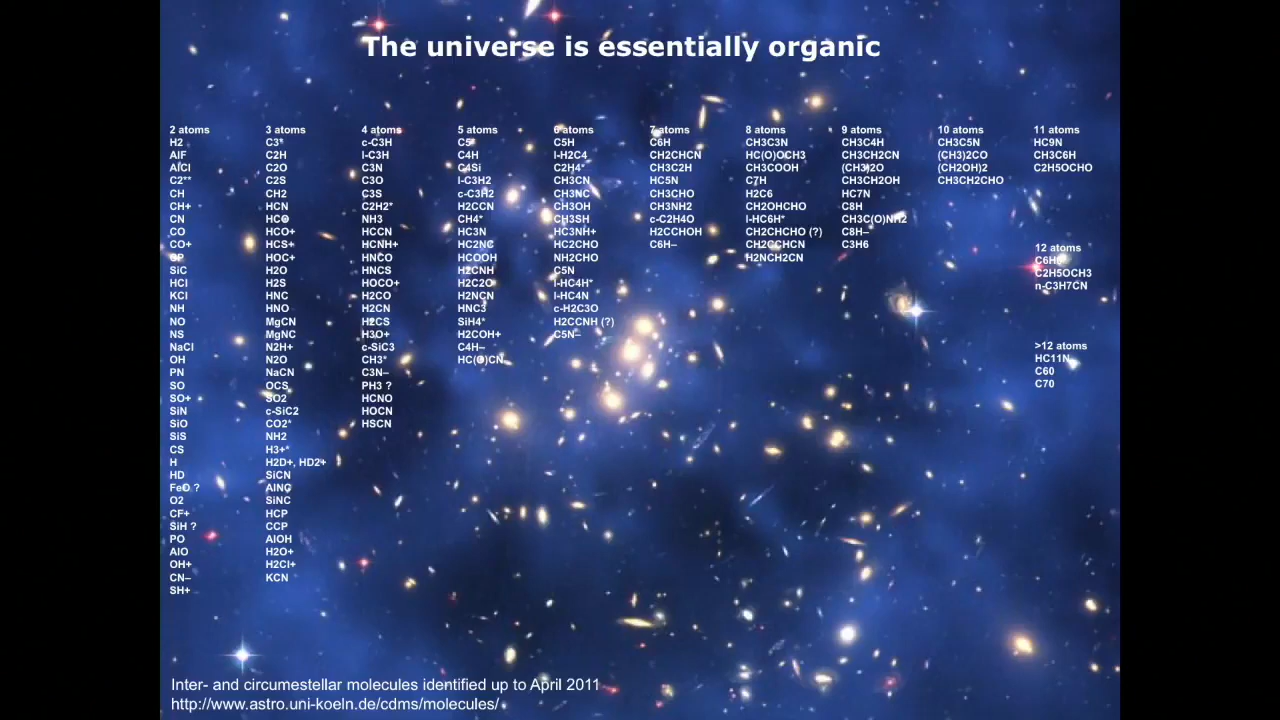 The universe is essentially organic
2 atoms
H2
AlF
AlCl
C2**
CH
CH+
CN
CO
CO+
CP
SiC
HCl
KCl
NH
NO
NS
NaCl
OH
PN
SO
SO+
SiN
SiO
SiS
CS
H
HD
FeO ?
O2
CF+
SiH ?
PO
AlO
OH+
CN–
SH+
3 atoms
C3*
C2H
C2O
C2S
CH2
HCN
HCO
HCO+
HCS+
HOC+
H2O
H2S
HNC
HNO
MgCN
MgNC
N2H+
N2O
NaCN
OCS
SO2
c-SiC2
CO2*
NH2
H3+*
H2D+, HD2+
SiCN
AlNC
SiNC
HCP
CCP
AlOH
H2O+
H2Cl+
KCN
4 atoms
c-C3H
l-C3H
C3N
C3O
C3S
C2H2*
NH3
HCCN
HCNH+
HNCO
HNCS
HOCO+
H2CO
H2CN
H2CS
H3O+
c-SiC3
CH3*
C3N–
PH3 ?
HCNO
HOCN
HSCN
5 atoms
C5*
C4H
C4Si
l-C3H2
c-C3H2
H2CCN
CH4*
HC3N
HC2NC
HCOOH
H2CNH
H2C2O
H2NCN
HNC3
SiH4*
H2COH+
C4H–
HC(O)CN
6 atoms
C5H
l-H2C4
C2H4*
CH3CN
CH3NC
CH3OH
CH3SH
HC3NH+
HC2CHO
NH2CHO
C5N
l-HC4H*
l-HC4N
c-H2C3O
H2CCNH (?)
C5N–
7 atoms
C6H
CH2CHCN
CH3C2H
HC5N
CH3CHO
CH3NH2
c-C2H4O
H2CCHOH
C6H–
8 atoms
CH3C3N
HC(O)OCH3
CH3COOH
C7H
H2C6
CH2OHCHO
l-HC6H*
CH2CHCHO (?)
CH2CCHCN
H2NCH2CN
9 atoms
CH3C4H
CH3CH2CN
(CH3)2O
CH3CH2OH
HC7N
C8H
CH3C(O)NH2
C8H–
C3H6
10 atoms
CH3C5N
(CH3)2CO
(CH2OH)2
CH3CH2CHO
11 atoms
HC9N
CH3C6H
C2H5OCHO
12 atoms
C2H5OCH3
n-C3H7CN
>12 atoms
HC11N
C60
C70
Inter- and circumestellar molecules identified up to April 2011
http://www.astro.uni-koeln.de/cdms/molecules/